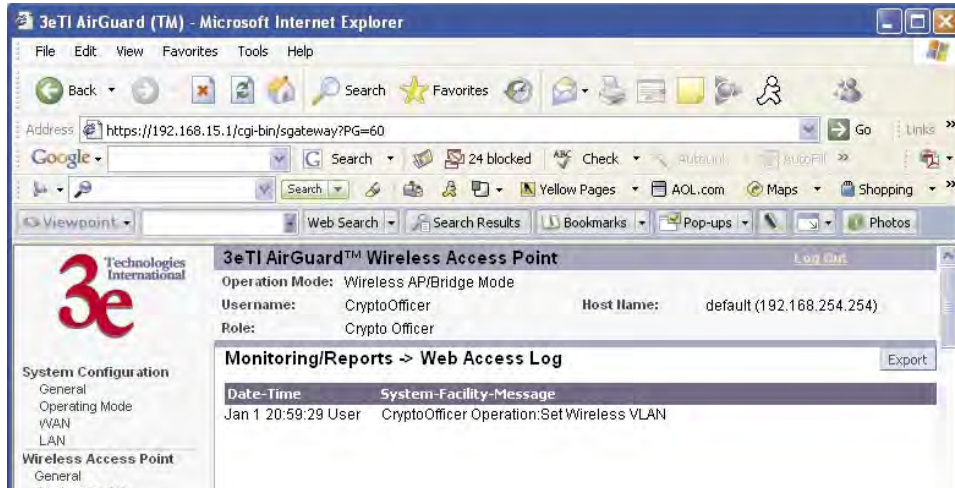 3eTI AirGuard (TM) - Microsoft Internet Explorer
File Edit View Favorites Tools Help
Back Search Favorites
Address https://192.168.15.1/cgi-bin/sgateway?PG=60 Go Links »
Google Search 24 blocked Check AutoLink AutoFill »
Search Yellow Pages AOL.com Maps Shopping »
Viewpoint Web Search Search Results Bookmarks Pop-ups Photos
3e Technologies International
3eTI AirGuard™ Wireless Access Point Log Out
Operation Mode: Wireless AP/Bridge Mode
Username: CryptoOfficer Host Name: default (192.168.254.254)
Role: Crypto Officer
Monitoring/Reports -> Web Access Log Export
Date-Time System-Facility-Message
Jan 1 20:59:29 User CryptoOfficer Operation:Set Wireless VLAN
System Configuration
General
Operating Mode
WAN
LAN
Wireless Access Point
General